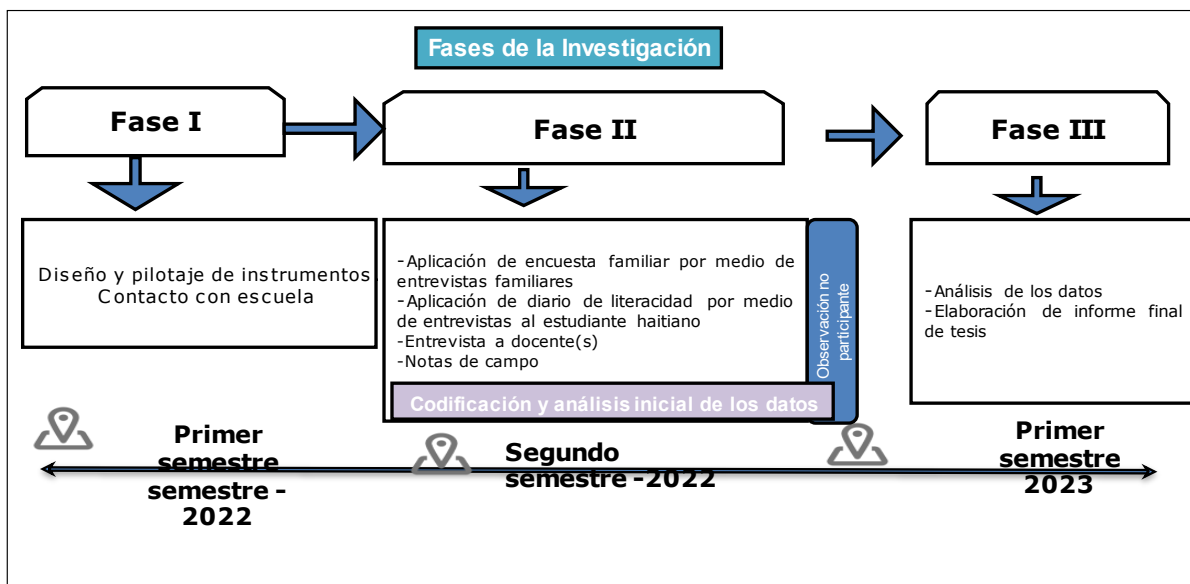 Fases de la Investigación
Fase I
Fase II
Fase III
Diseño y pilotaje de instrumentos
Contacto con escuela
-Aplicación de encuesta familiar por medio de
entrevistas familiares
-Aplicación de diario de literacidad por medio
de entrevistas al estudiante haitiano
-Entrevista a docente(s)
-Notas de campo
Codificación y análisis inicial de los datos
Observación no
participante
-Análisis de los datos
-Elaboración de informe final
de tesis
Primer
semestre
semestre -
2022
Segundo
semestre -2022
Primer
semestre
2023